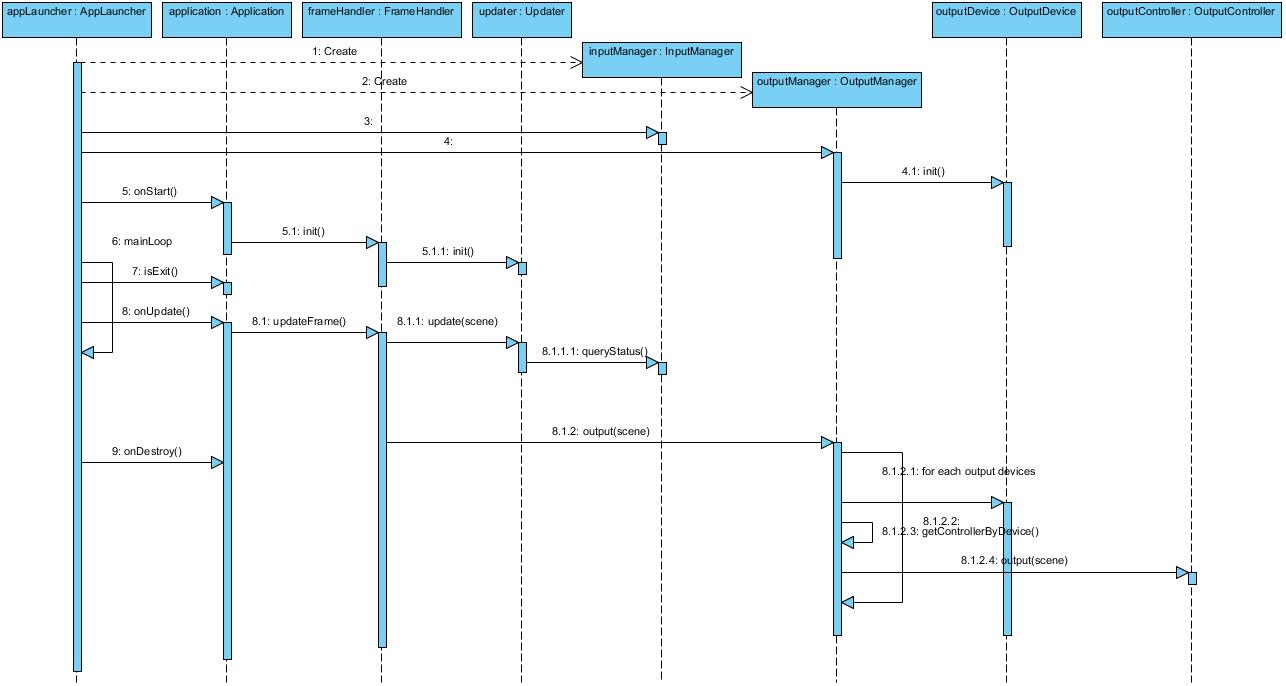 appLauncher : AppLauncher
application : Application
frameHandler : FrameHandler
updater : Updater
outputDevice : OutputDevice
outputController : OutputController
1: Create
inputManager : InputManager
2: Create
outputManager : OutputManager
3:
4:
4.1: init()
5: onStart()
5.1: init()
6: mainLoop
5.1.1: init()
7: isExit()
8: onUpdate()
8.1: updateFrame()
8.1.1: update(scene)
8.1.1.1: queryStatus()
8.1.2: output(scene)
9: onDestroy()
8.1.2.1: for each output devices
8.1.2.2:
8.1.2.3: getControllerByDevice()
8.1.2.4: output(scene)